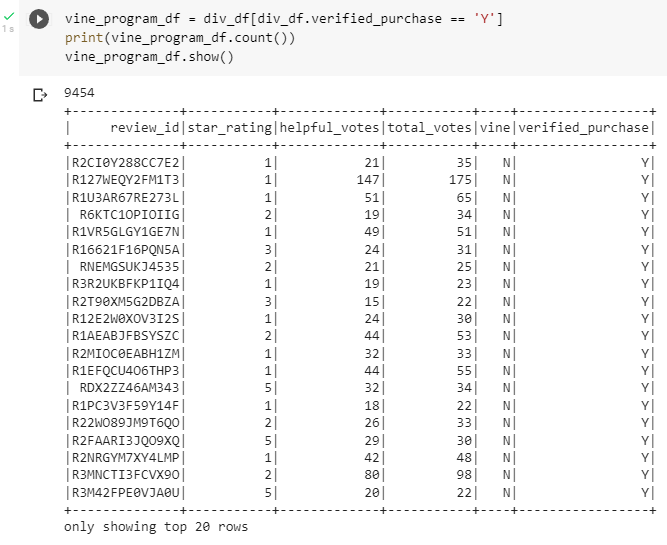 vine_program_df = div_df[div_df.verified_purchase == 'Y']
print(vine_program_df.count())
vine_program_df.show()
1s
9454
+--------------+-----------+-------------+-----------+----+-----------------+
|     review_id|star_rating|helpful_votes|total_votes|vine|verified_purchase|
+--------------+-----------+-------------+-----------+----+-----------------+
|R2CI0Y288CC7E2|          1|           21|         35|   N|                Y|
|R127WEQY2FM1T3|          1|          147|        175|   N|                Y|
|R1U3AR67RE273L|          1|           51|         65|   N|                Y|
| R6KTC1OPIOIIG|          2|           19|         34|   N|                Y|
|R1VR5GLGY1GE7N|          1|           49|         51|   N|                Y|
|R16621F16PQN5A|          3|           24|         31|   N|                Y|
| RNEMGSUKJ4535|          2|           21|         25|   N|                Y|
|R3R2UKBFKP1IQ4|          1|           19|         23|   N|                Y|
|R2T90XM5G2DBZA|          3|           15|         22|   N|                Y|
|R12E2W0XOV3I2S|          1|           24|         30|   N|                Y|
|R1AEABJFBSYSZC|          2|           44|         53|   N|                Y|
|R2MIOC0EABH1ZM|          1|           32|         33|   N|                Y|
|R1EFQCU4O6THP3|          1|           44|         55|   N|                Y|
| RDX2ZZ46AM343|          5|           32|         34|   N|                Y|
|R1PC3V3F59Y14F|          1|           18|         22|   N|                Y|
|R22WO89JM9T6QO|          2|           26|         33|   N|                Y|
|R2FAARI3JQO9XQ|          5|           29|         30|   N|                Y|
|R2NRGYM7XY4LMP|          1|           42|         48|   N|                Y|
|R3MNCTI3FCVX9O|          2|           80|         98|   N|                Y|
|R3M42FPE0VJA0U|          5|           20|         22|   N|                Y|
+--------------+-----------+-------------+-----------+----+-----------------+
only showing top 20 rows